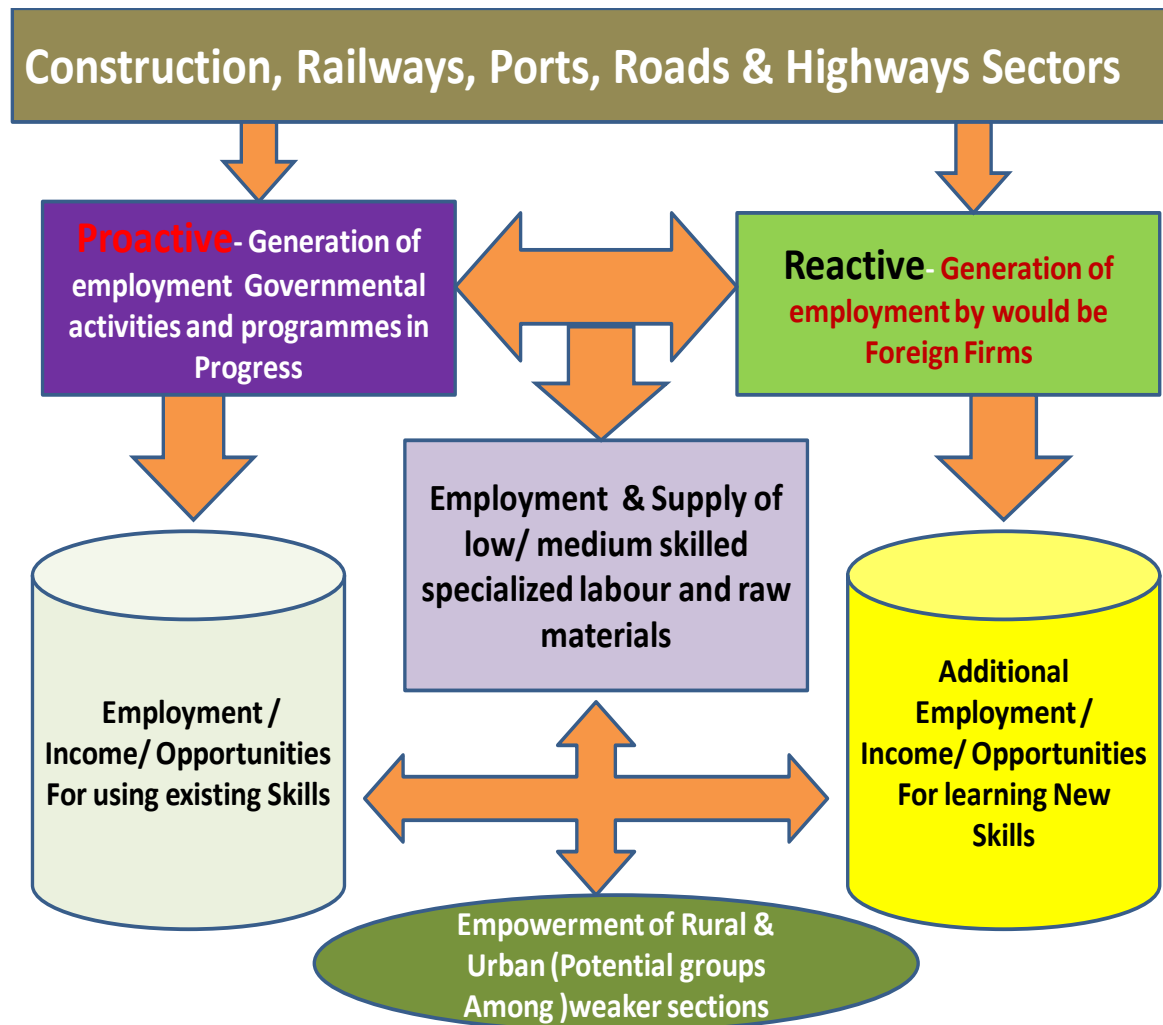 Construction, Railways, Ports, Roads & Highways Sectors
Proactive- Generation of
employment Governmental
activities and programmes in
Progress
Reactive- Generation of
employment by would be
Foreign Firms
Employment & Supply of
low/ medium skilled
specialized labour and raw
materials
Employment /
Income/ Opportunities
For using existing Skills
Additional
Employment /
Income/ Opportunities
For learning New
Skills
Empowerment of Rural &
Urban (Potential groups
Among )weaker sections